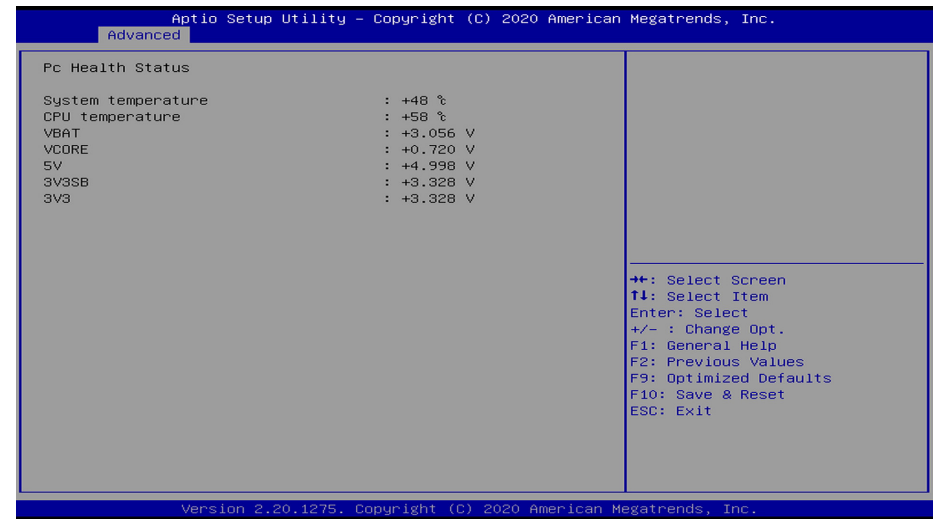 Aptio Setup Utility – Copyright (C) 2020 American Megatrends, Inc.
Advanced
Pc Health Status
System temperature : +48 ℃
CPU temperature : +58 ℃
VBAT : +3.056 V
VCORE : +0.720 V
5V : +4.998 V
3V3SB : +3.328 V
3V3 : +3.328 V
→←: Select Screen
↑↓: Select Item
Enter: Select
+/- : Change Opt.
F1: General Help
F2: Previous Values
F9: Optimized Defaults
F10: Save & Reset
ESC: Exit
Version 2.20.1275. Copyright (C) 2020 American Megatrends, Inc.